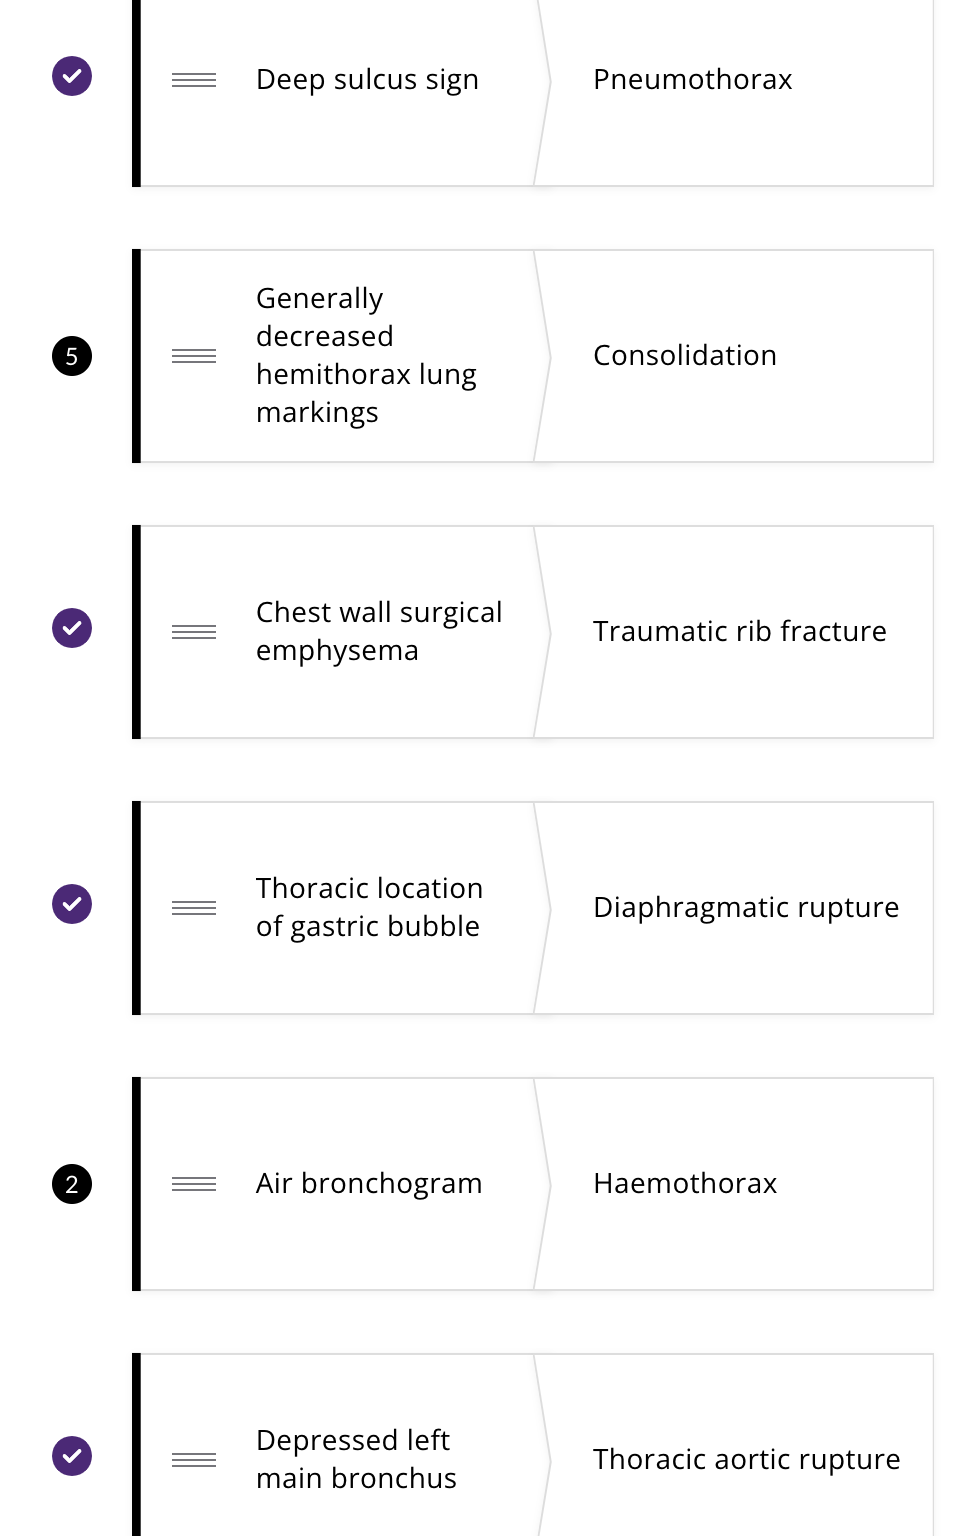 Deep sulcus sign
Pneumothorax
5
Generally
decreased
hemithorax lung
markings
Consolidation
Chest wall surgical
emphysema
Traumatic rib fracture
Thoracic location
of gastric bubble
Diaphragmatic rupture
2
Air bronchogram
Haemothorax
Depressed left
main bronchus
Thoracic aortic rupture